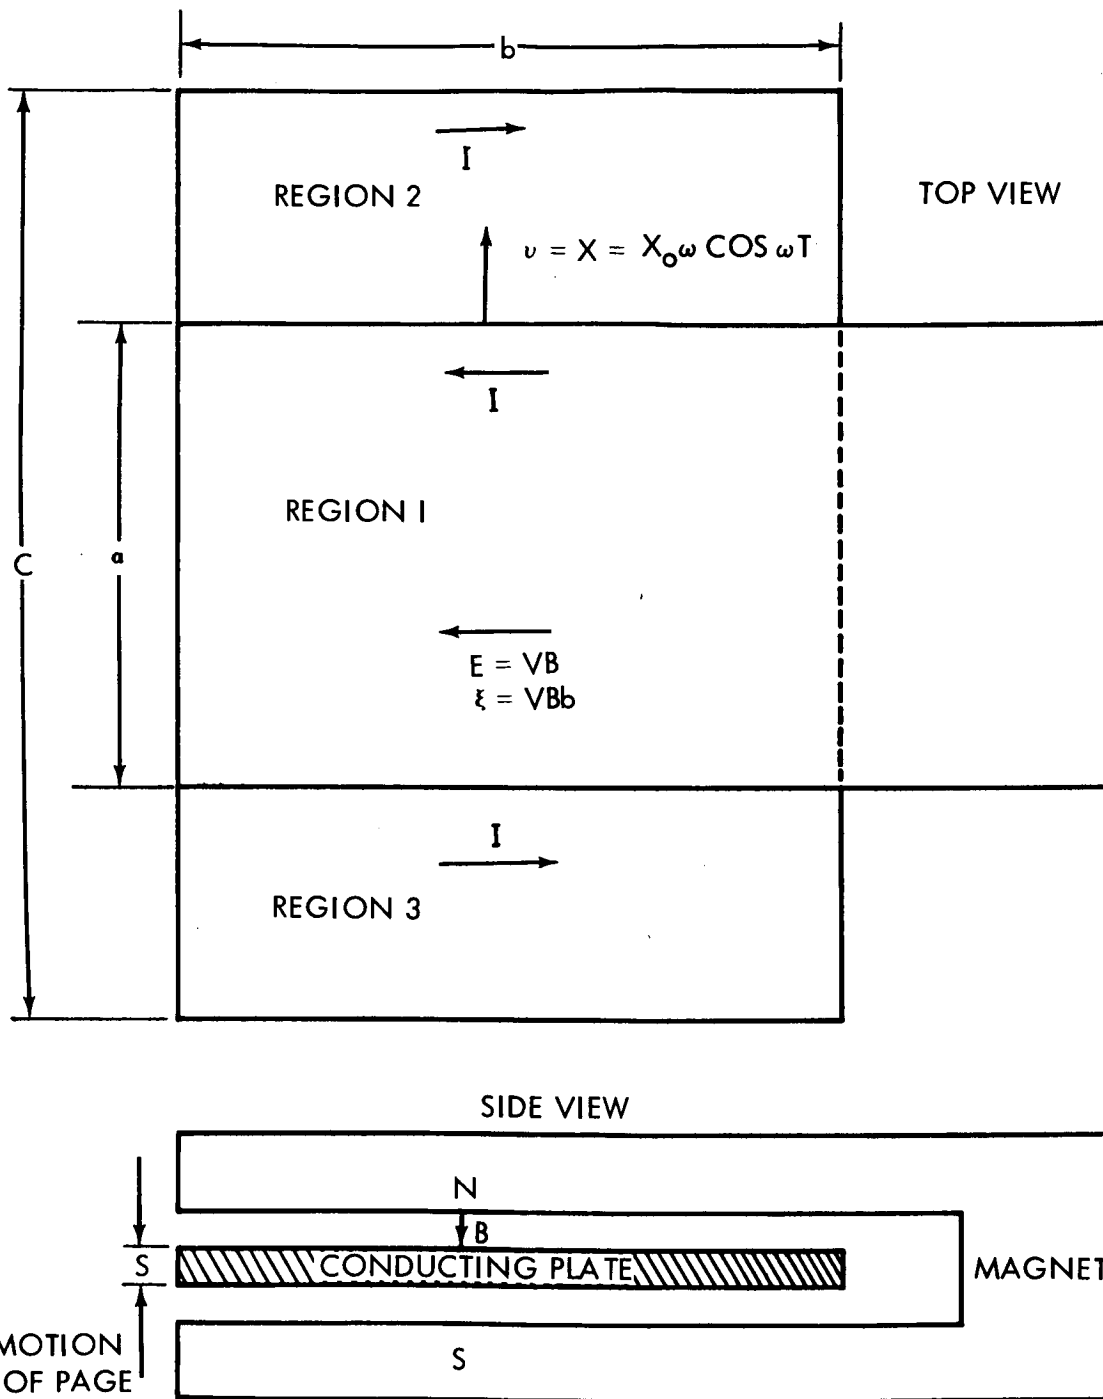 b
I
REGION 2
TOP VIEW
υ = X = X₀ω COS ωT
I
REGION I
C
a
E = VB
ξ = VBb
I
REGION 3
SIDE VIEW
N
B
S
CONDUCTING PLATE
MAGNET
MOTION
OF PAGE
S